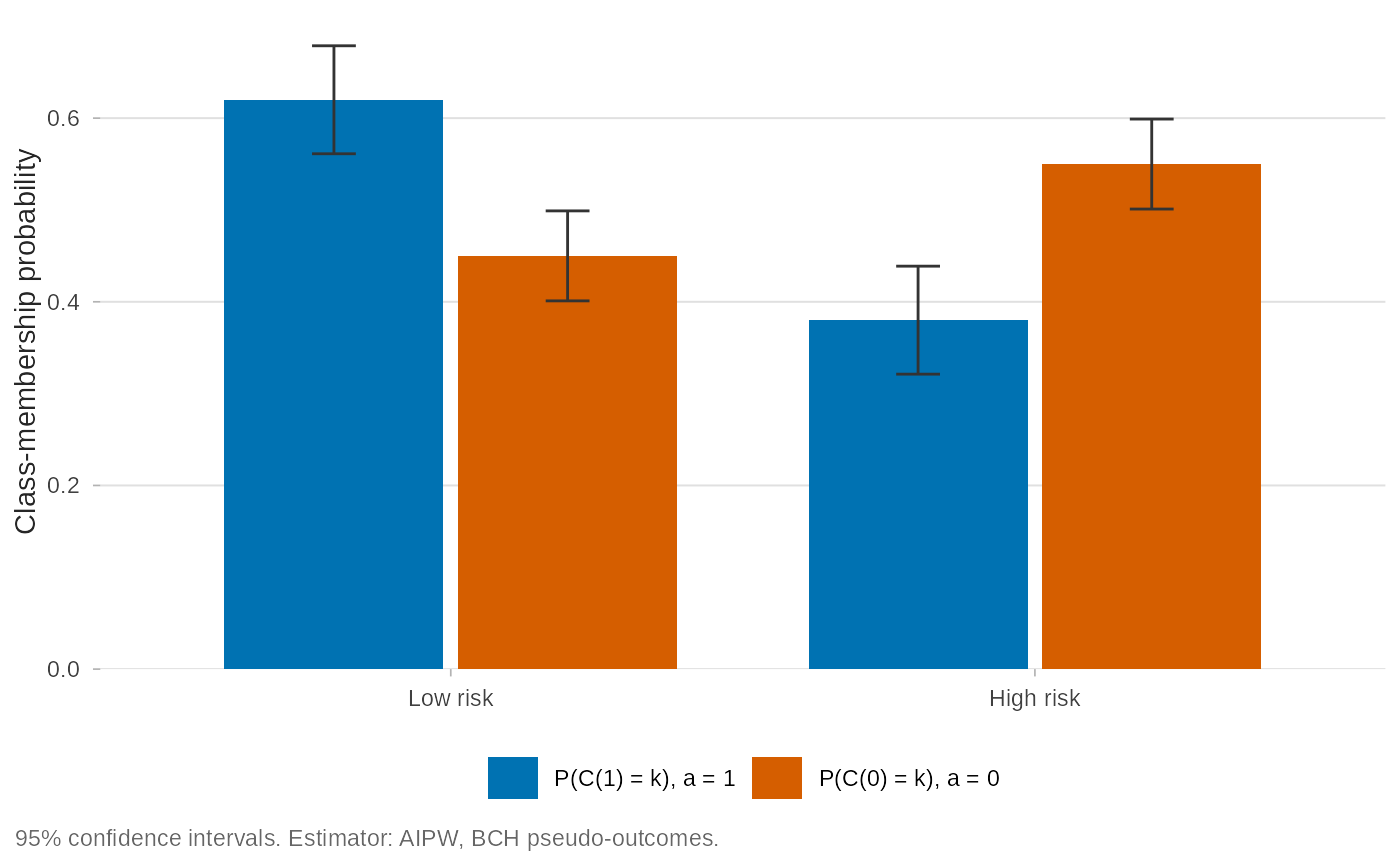 Class-membership probability
0.6
0.4
0.2
0.0
Low risk
High risk
P(C(1) = k), a = 1
P(C(0) = k), a = 0
95% confidence intervals. Estimator: AIPW, BCH pseudo-outcomes.